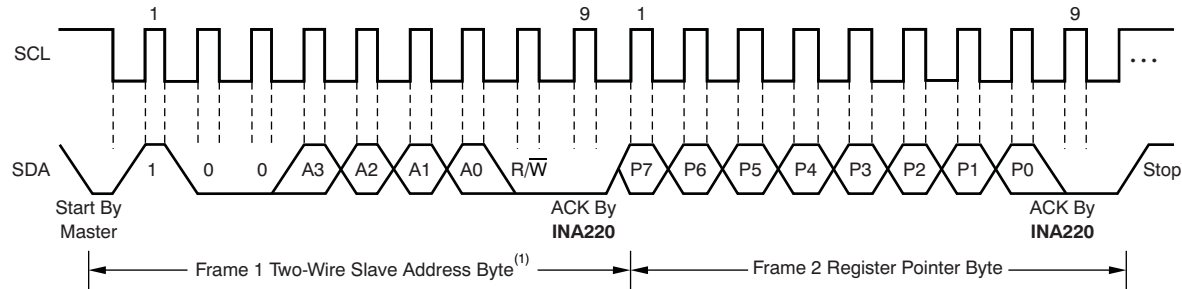 1 9 1 9
SCL
...
SDA 1 0 0 A3 A2 A1 A0 R/W̅ P7 P6 P5 P4 P3 P2 P1 P0 Stop
Start By ACK By ACK By
Master INA220 INA220
Frame 1 Two-Wire Slave Address Byte(1) Frame 2 Register Pointer Byte